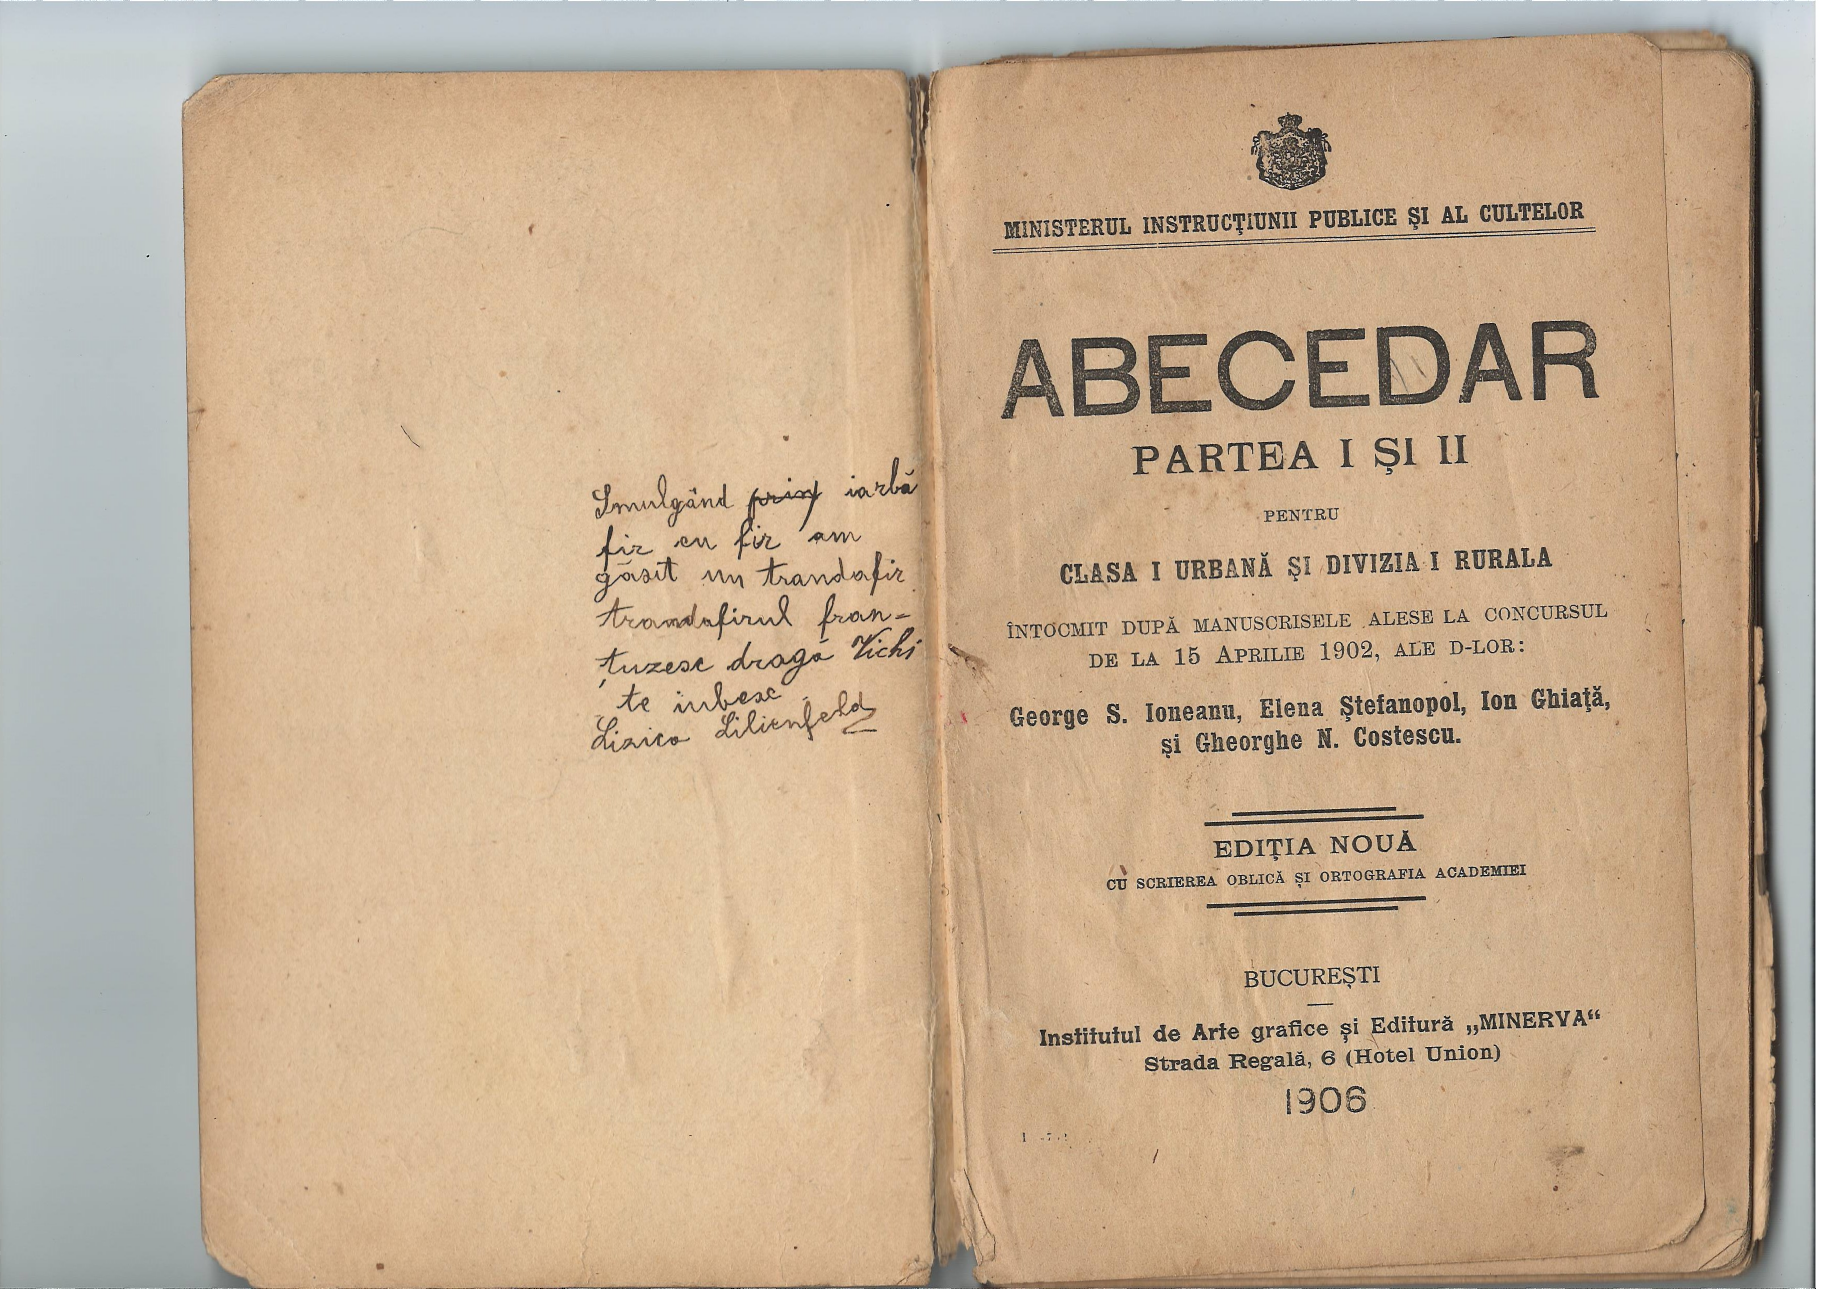 Smulgând prin iarbă
fir cu fir am
găsit un trandafir
trandafirul fran-
țuzesc dragă Vichi
te iubesc
Lizica Lilienfeld
MINISTERUL INSTRUCȚIUNII PUBLICE ȘI AL CULTELOR
ABECEDAR
PARTEA I ȘI II
PENTRU
CLASA I URBANĂ ȘI DIVIZIA I RURALA
ÎNTOCMIT DUPĂ MANUSCRISELE ALESE LA CONCURSUL
DE LA 15 APRILIE 1902, ALE D-LOR:
George S. Ioneanu, Elena Ștefanopol, Ion Ghiață,
și Gheorghe N. Costescu.
EDIȚIA NOUĂ
CU SCRIEREA OBLICĂ ȘI ORTOGRAFIA ACADEMIEI
BUCUREȘTI
Institutul de Arte grafice și Editură „MINERVA“
Strada Regală, 6 (Hotel Union)
1906